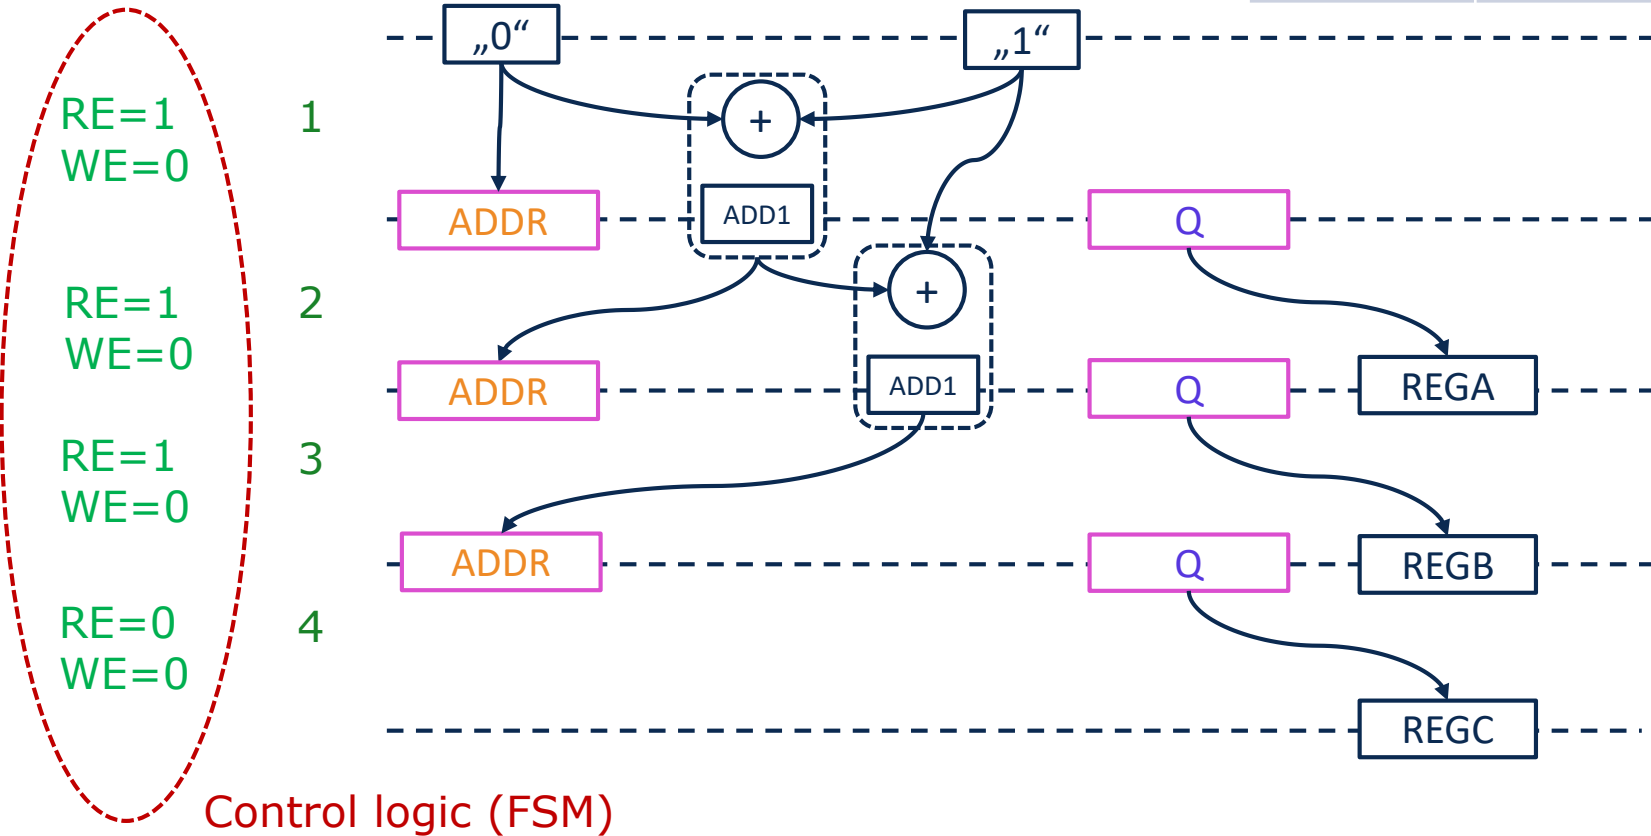 „0“
„1“
RE=1
WE=0
1
+
ADDR
ADD1
Q
RE=1
WE=0
2
+
ADDR
ADD1
Q
REGA
RE=1
WE=0
3
ADDR
Q
REGB
RE=0
WE=0
4
REGC
Control logic (FSM)